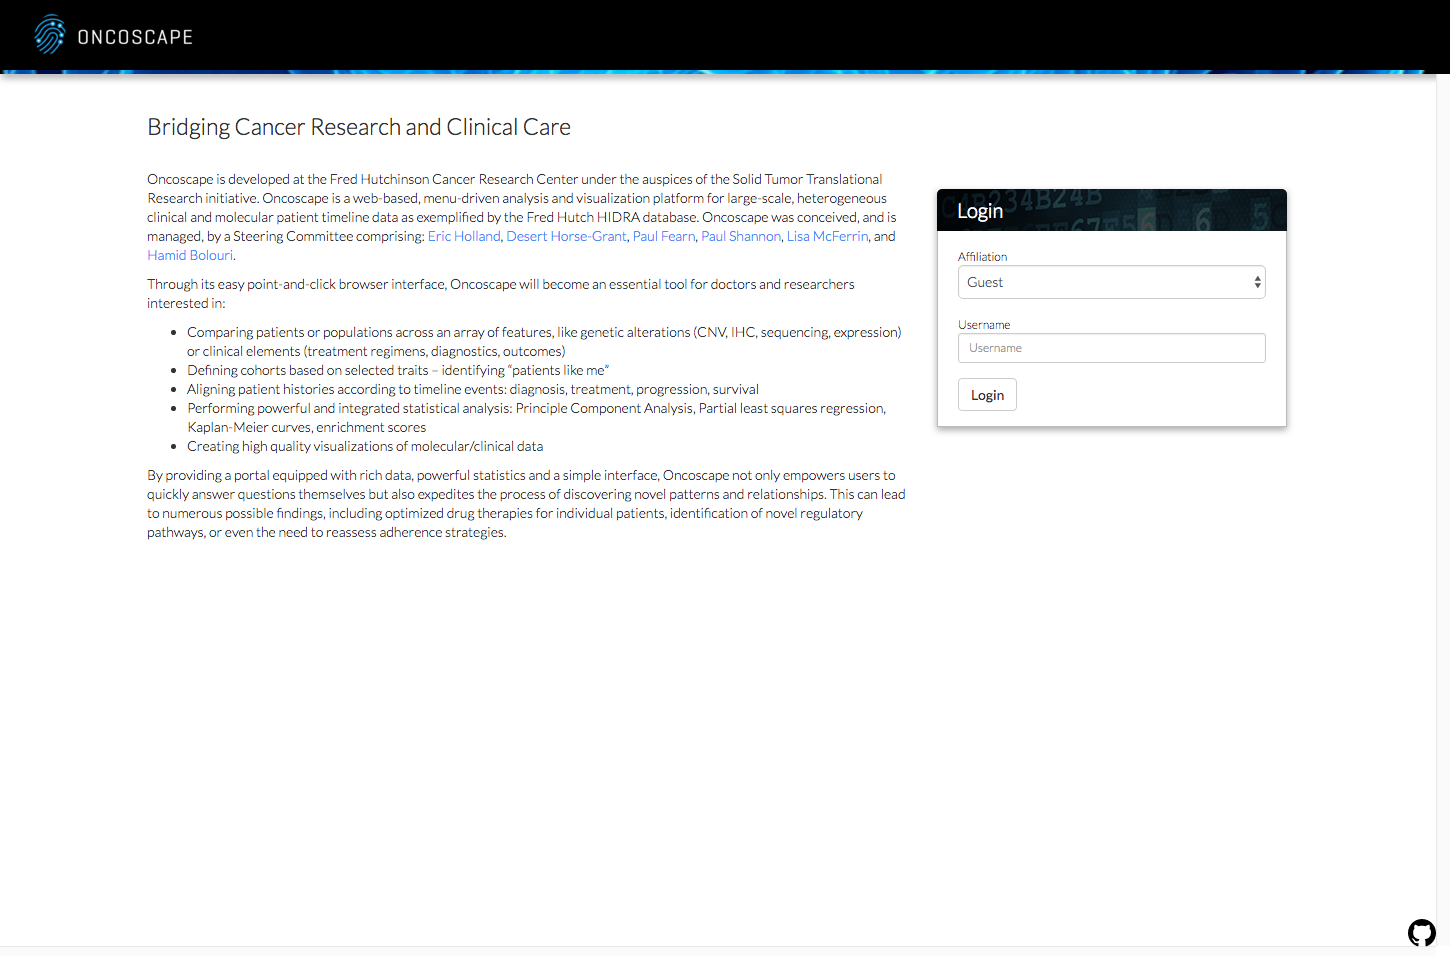 ONCOSCAPE
Bridging Cancer Research and Clinical Care
Oncoscape is developed at the Fred Hutchinson Cancer Research Center under the auspices of the Solid Tumor Translational
Research initiative. Oncoscape is a web-based, menu-driven analysis and visualization platform for large-scale, heterogeneous
clinical and molecular patient timeline data as exemplified by the Fred Hutch HIDRA database. Oncoscape was conceived, and is
managed, by a Steering Committee comprising: Eric Holland, Desert Horse-Grant, Paul Fearn, Paul Shannon, Lisa McFerrin, and
Hamid Bolouri.
Through its easy point-and-click browser interface, Oncoscape will become an essential tool for doctors and researchers
interested in:
• Comparing patients or populations across an array of features, like genetic alterations (CNV, IHC, sequencing, expression)
or clinical elements (treatment regimens, diagnostics, outcomes)
• Defining cohorts based on selected traits – identifying “patients like me”
• Aligning patient histories according to timeline events: diagnosis, treatment, progression, survival
• Performing powerful and integrated statistical analysis: Principle Component Analysis, Partial least squares regression,
Kaplan-Meier curves, enrichment scores
• Creating high quality visualizations of molecular/clinical data
By providing a portal equipped with rich data, powerful statistics and a simple interface, Oncoscape not only empowers users to
quickly answer questions themselves but also expedites the process of discovering novel patterns and relationships. This can lead
to numerous possible findings, including optimized drug therapies for individual patients, identification of novel regulatory
pathways, or even the need to reassess adherence strategies.
Login
Affiliation
Guest
Username
Username
Login